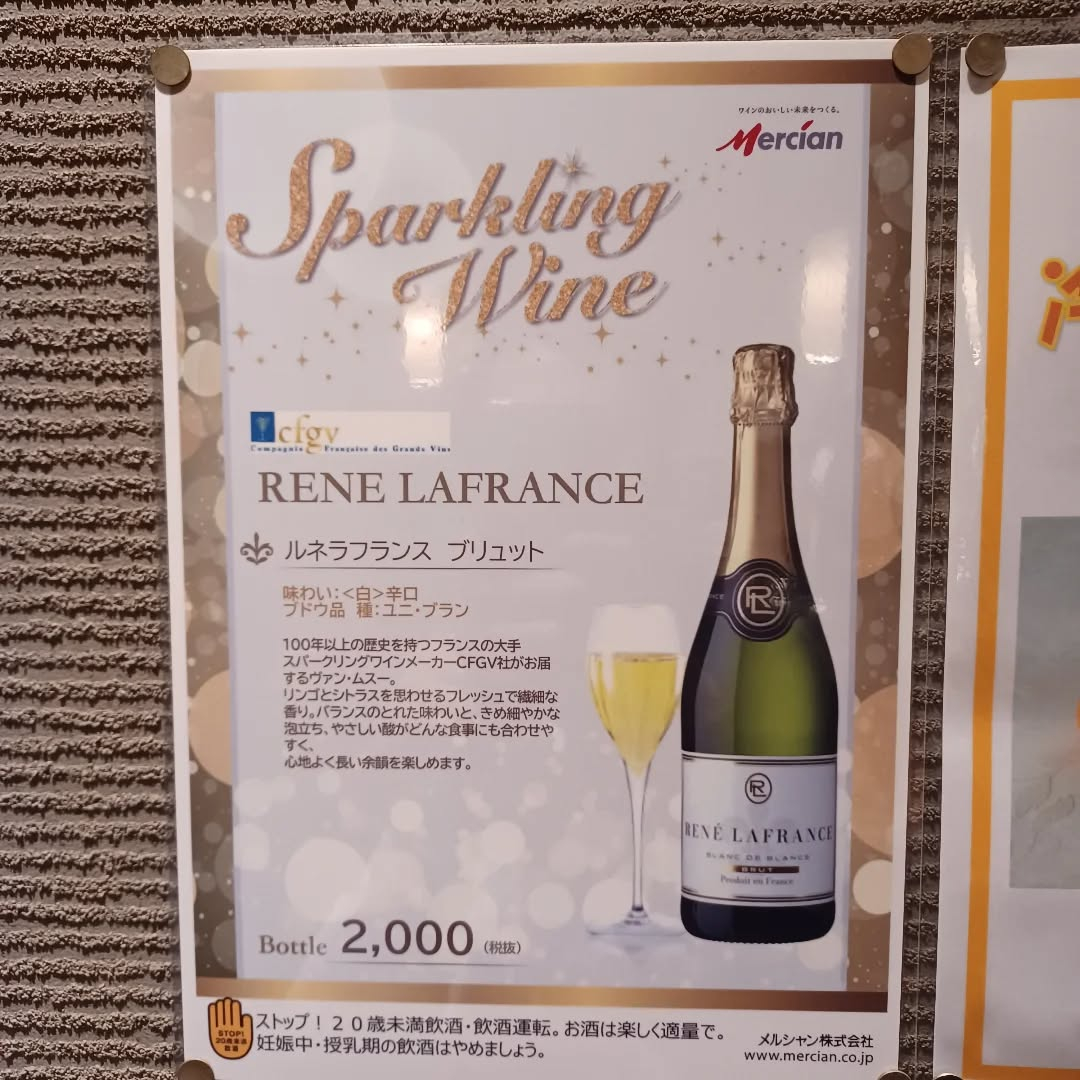 ワインのおいしい未来をつくる。
Mercian
Sparkling
Wine
cfgv
Compagnie Française des Grands Vins
RENE LAFRANCE
ルネラフランス ブリュット
味わい:<白>辛口
ブドウ品 種:ユニ・ブラン
100年以上の歴史を持つフランスの大手
スパークリングワインメーカーCFGV社がお届
するヴァン・ムスー。
リンゴとシトラスを思わせるフレッシュで繊細な
香り。バランスのとれた味わいと、きめ細やかな
泡立ち、やさしい酸がどんな食事にも合わせや
すく、
心地よく長い余韻を楽しめます。
RL
RL
RENÉ LAFRANCE
BLANC DE BLANCS
BRUT
Produit en France
Bottle 2,000 (税抜)
STOP!
20歳未満
飲酒
ストップ!20歳未満飲酒・飲酒運転。お酒は楽しく適量で。
妊娠中・授乳期の飲酒はやめましょう。
メルシャン株式会社
www.mercian.co.jp